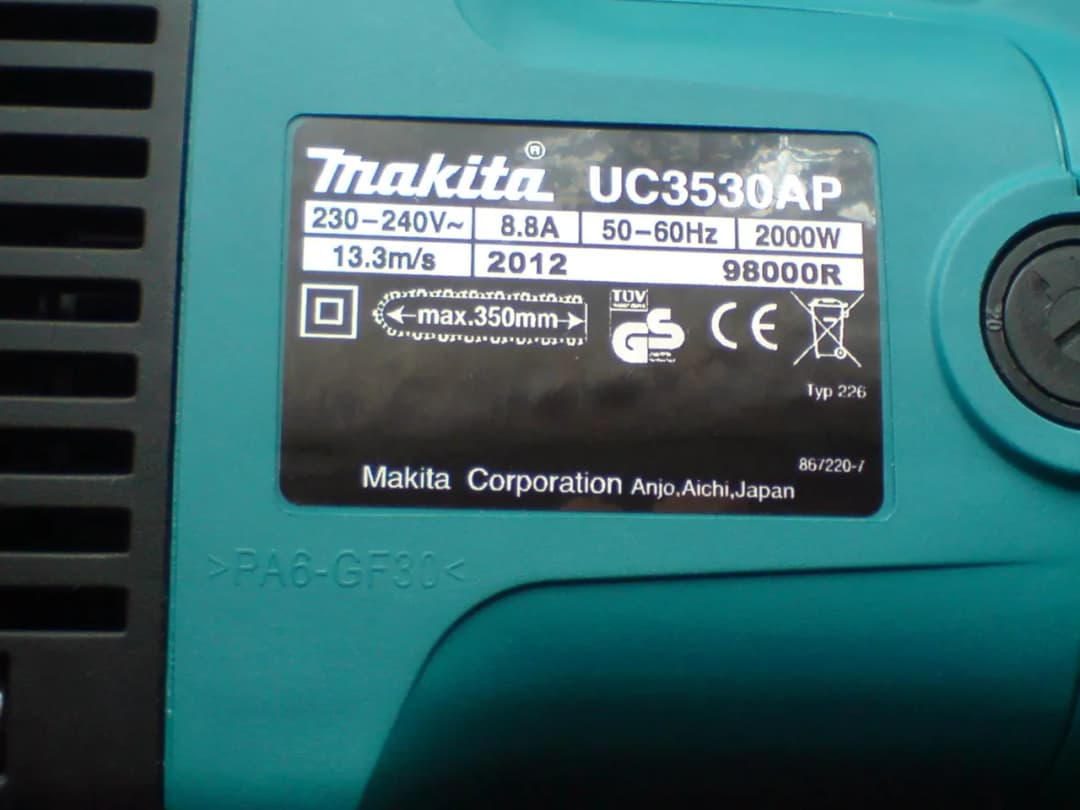 Makita® UC3530AP
230-240V~ 8.8A 50-60Hz 2000W
13.3m/s 2012 98000R
max.350mm
TÜV
GS
CE
Typ 226
867220-7
Makita Corporation Anjo,Aichi,Japan
>PA6-GF30<
20